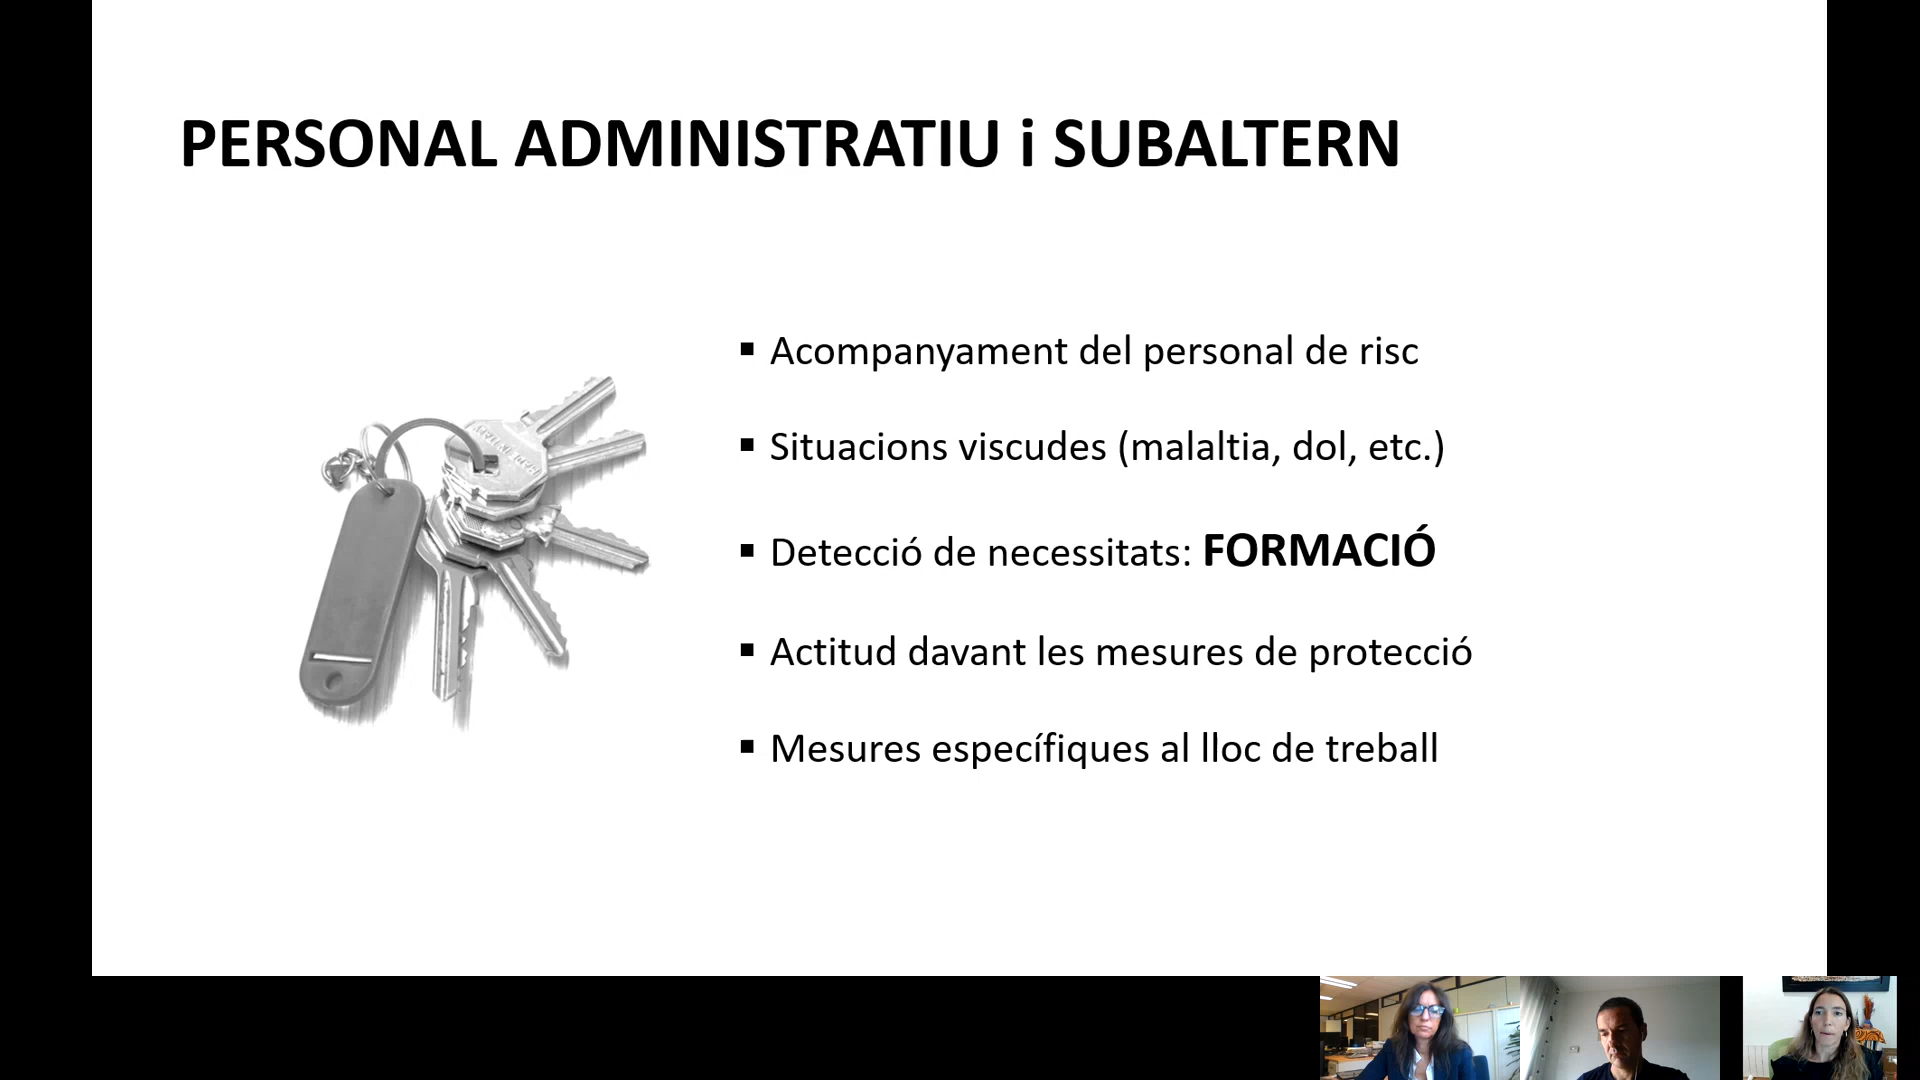 PERSONAL ADMINISTRATIU i SUBALTERN
▪ Acompanyament del personal de risc
▪ Situacions viscudes (malaltia, dol, etc.)
▪ Detecció de necessitats: FORMACIÓ
▪ Actitud davant les mesures de protecció
▪ Mesures específiques al lloc de treball